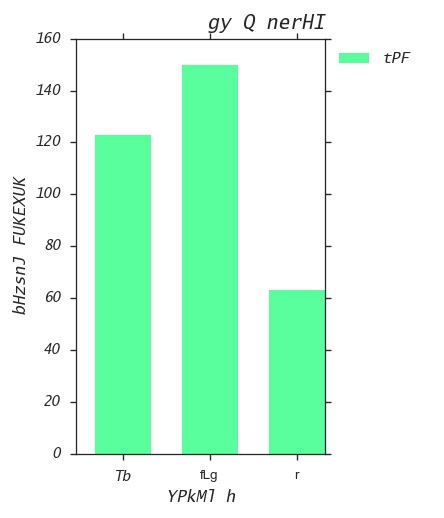 gy Q nerHI
160
140
120
100
80
60
40
20
0
bHzsnJ FUKEXUK
Tb
fLg
r
YPkMl h
tPF